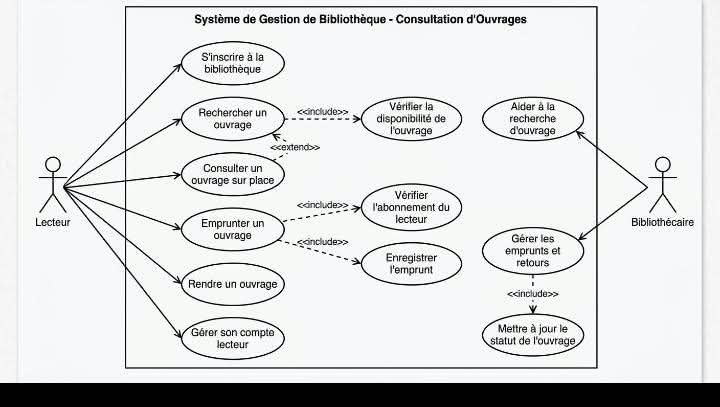 Système de Gestion de Bibliothèque - Consultation d'Ouvrages
S'inscrire à la
bibliothèque
Rechercher un
ouvrage
<<include>>
Vérifier la
disponibilité de
l'ouvrage
Aider à la
recherche
d'ouvrage
<<extend>>
Consulter un
ouvrage sur place
Lecteur
Bibliothécaire
Emprunter un
ouvrage
<<include>>
Vérifier
l'abonnement du
lecteur
<<include>>
Enregistrer
l'emprunt
Gérer les
emprunts et
retours
Rendre un ouvrage
<<include>>
Gérer son compte
lecteur
Mettre à jour le
statut de l'ouvrage